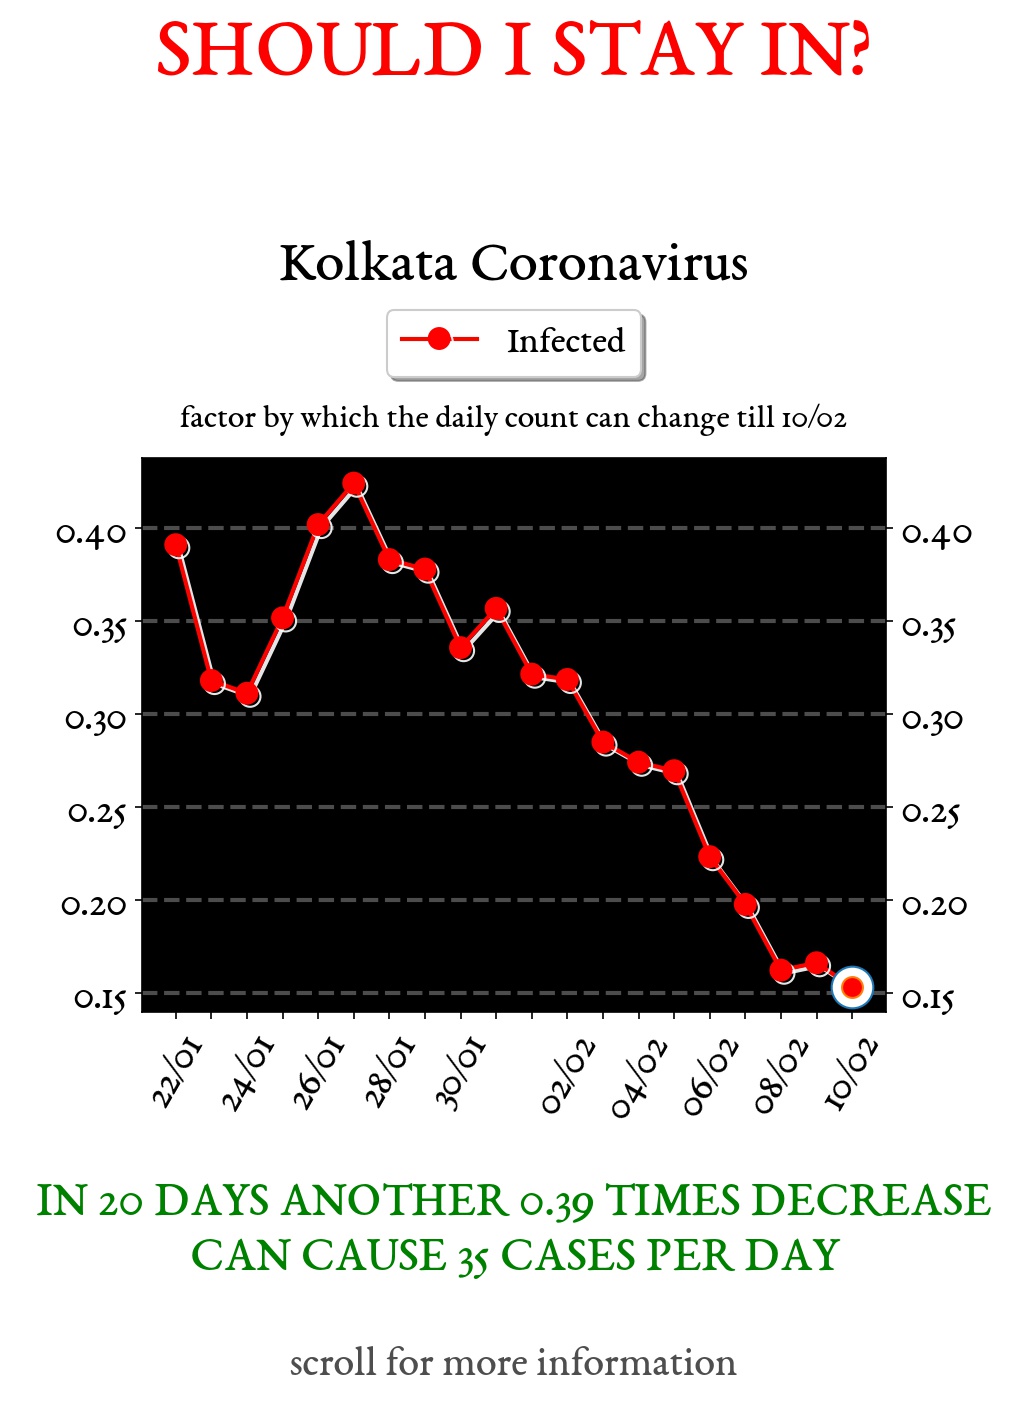 SHOULD I STAY IN?
Kolkata Coronavirus
Infected
factor by which the daily count can change till 10/02
0.40 0.40
0.35 0.35
0.30 0.30
0.25 0.25
0.20 0.20
0.15 0.15
22/01 24/01 26/01 28/01 30/01 02/02 04/02 06/02 08/02 10/02
IN 20 DAYS ANOTHER 0.39 TIMES DECREASE
CAN CAUSE 35 CASES PER DAY
scroll for more information